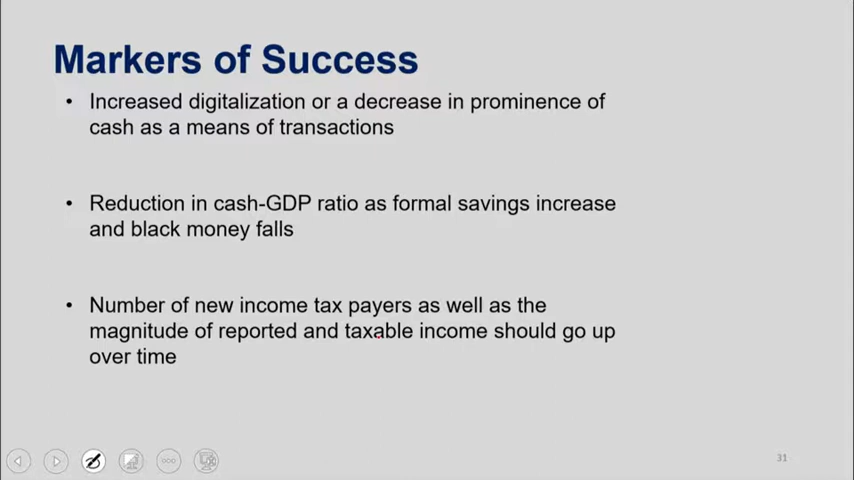 Markers of Success
• Increased digitalization or a decrease in prominence of
cash as a means of transactions
• Reduction in cash-GDP ratio as formal savings increase
and black money falls
• Number of new income tax payers as well as the
magnitude of reported and taxable income should go up
over time
31